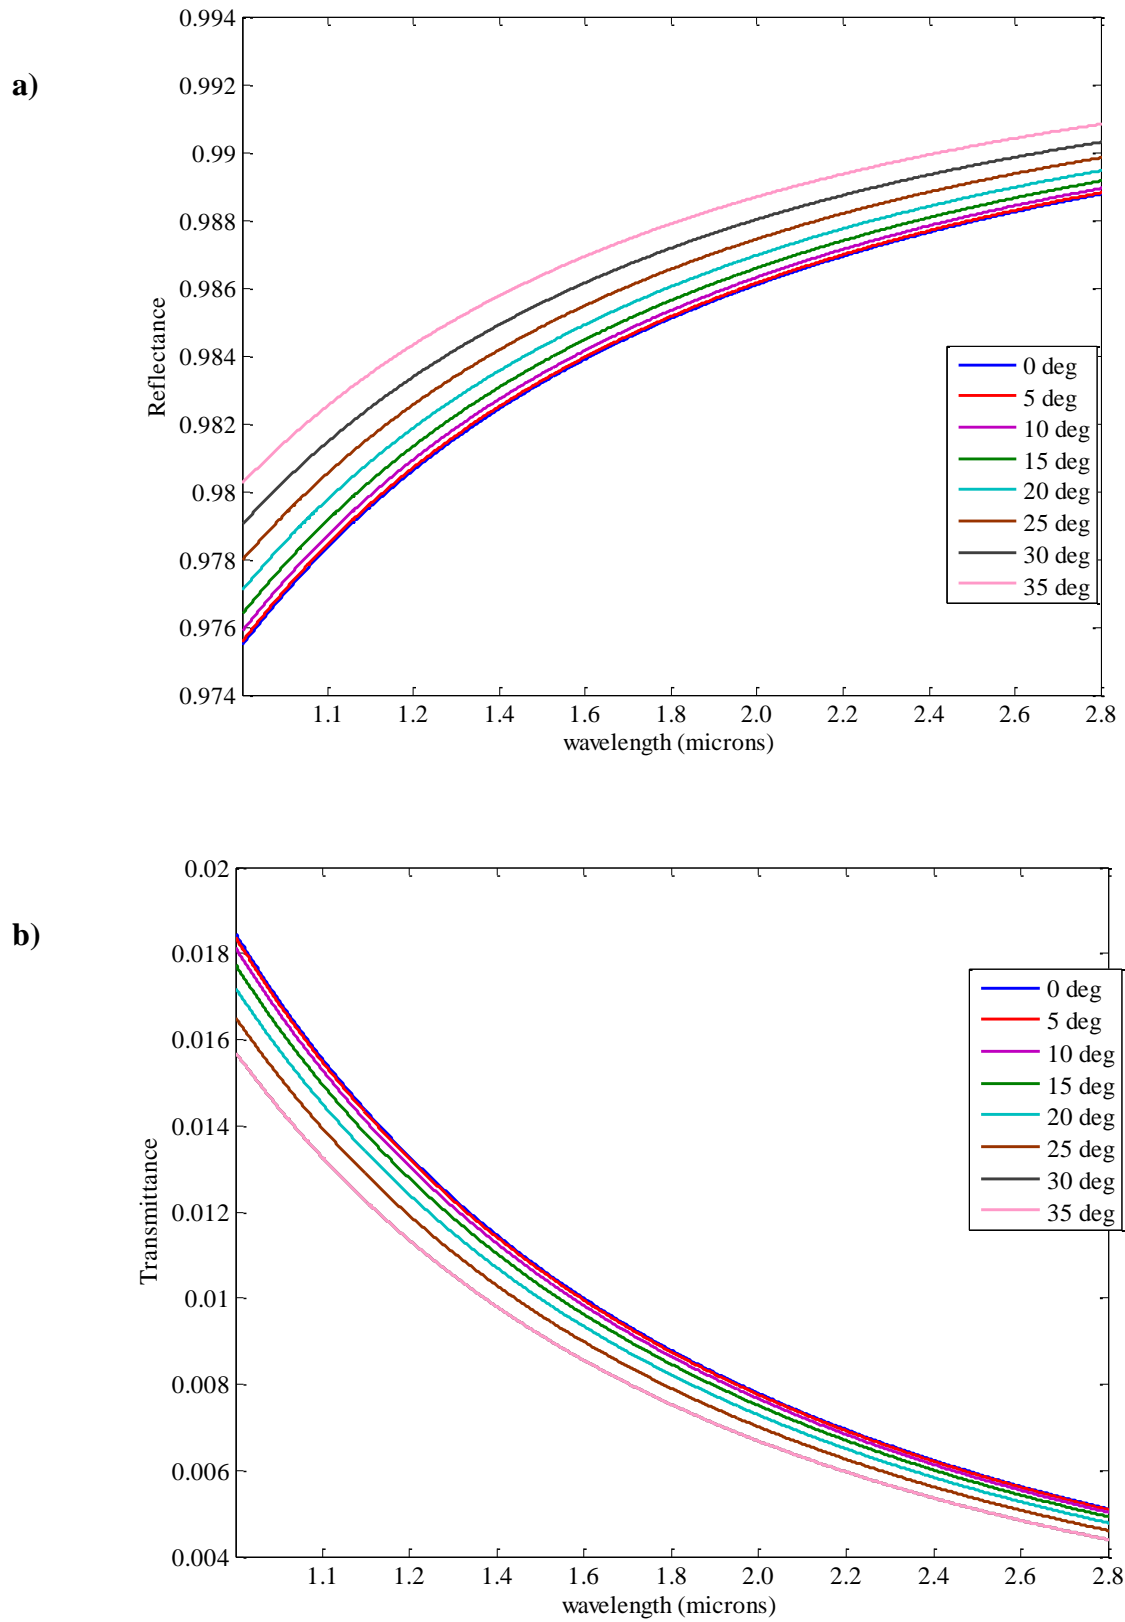 a)
0.994
0.992
0.99
0.988
0.986
0.984
0.982
0.98
0.978
0.976
0.974
Reflectance
0 deg
5 deg
10 deg
15 deg
20 deg
25 deg
30 deg
35 deg
1.1 1.2 1.4 1.6 1.8 2.0 2.2 2.4 2.6 2.8
wavelength (microns)
b)
0.02
0.018
0.016
0.014
0.012
0.01
0.008
0.006
0.004
Transmittance
0 deg
5 deg
10 deg
15 deg
20 deg
25 deg
30 deg
35 deg
1.1 1.2 1.4 1.6 1.8 2.0 2.2 2.4 2.6 2.8
wavelength (microns)